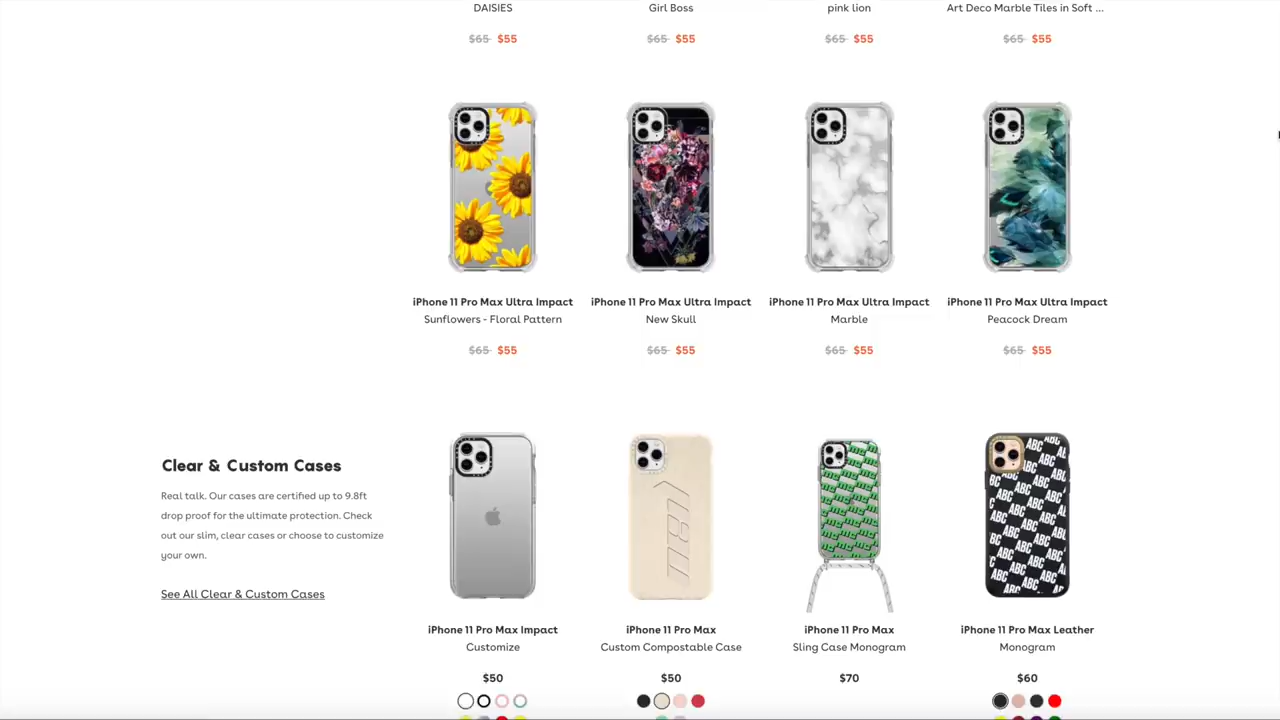 DAISIES
Girl Boss
pink lion
Art Deco Marble Tiles in Soft ...
$65 $55
$65 $55
$65 $55
$65 $55
iPhone 11 Pro Max Ultra Impact
Sunflowers - Floral Pattern
$65 $55
iPhone 11 Pro Max Ultra Impact
New Skull
$65 $55
iPhone 11 Pro Max Ultra Impact
Marble
$65 $55
iPhone 11 Pro Max Ultra Impact
Peacock Dream
$65 $55
Clear & Custom Cases
Real talk. Our cases are certified up to 9.8ft
drop proof for the ultimate protection. Check
out our slim, clear cases or choose to customize
your own.
See All Clear & Custom Cases
iPhone 11 Pro Max Impact
Customize
$50
iPhone 11 Pro Max
Custom Compostable Case
$50
iPhone 11 Pro Max
Sling Case Monogram
$70
ABC ABC ABC
iPhone 11 Pro Max Leather
Monogram
$60